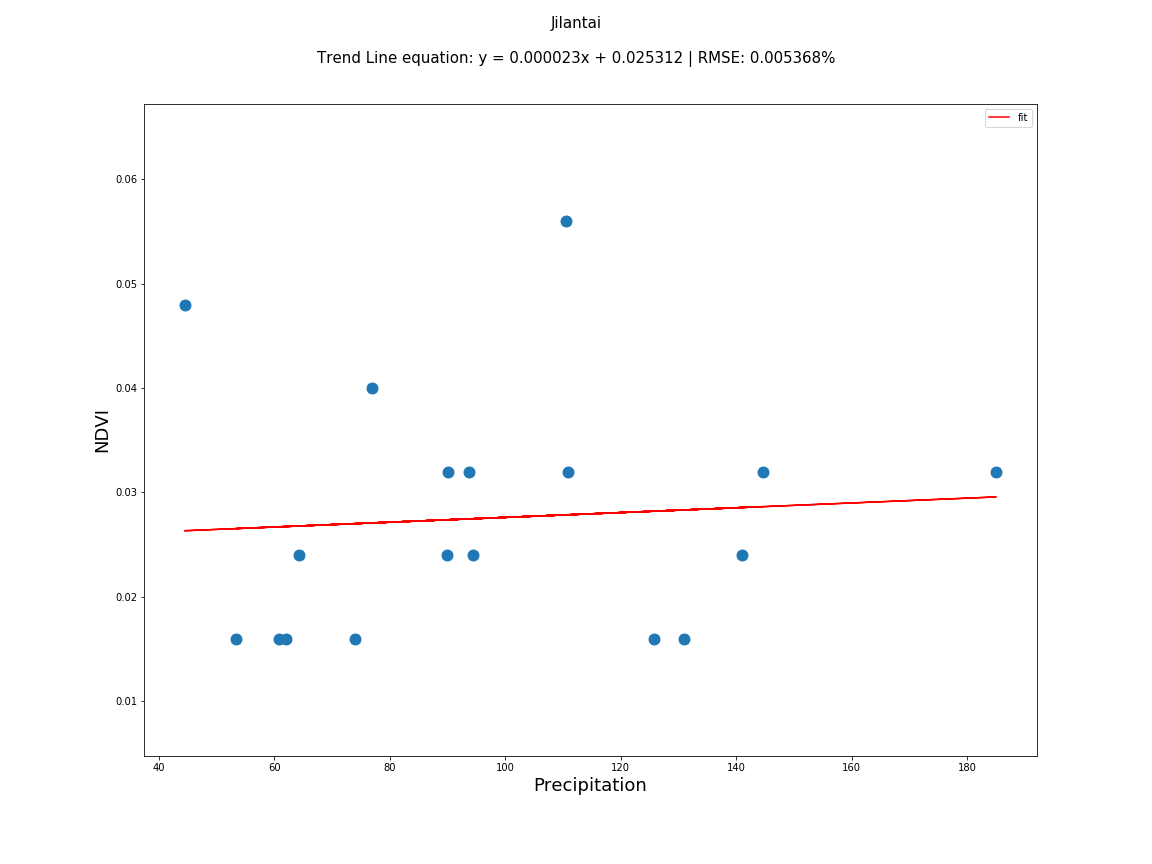 Jilantai
Trend Line equation: y = 0.000023x + 0.025312 | RMSE: 0.005368%
fit
0.06
0.05
0.04
0.03
0.02
0.01
NDVI
40 60 80 100 120 140 160 180
Precipitation